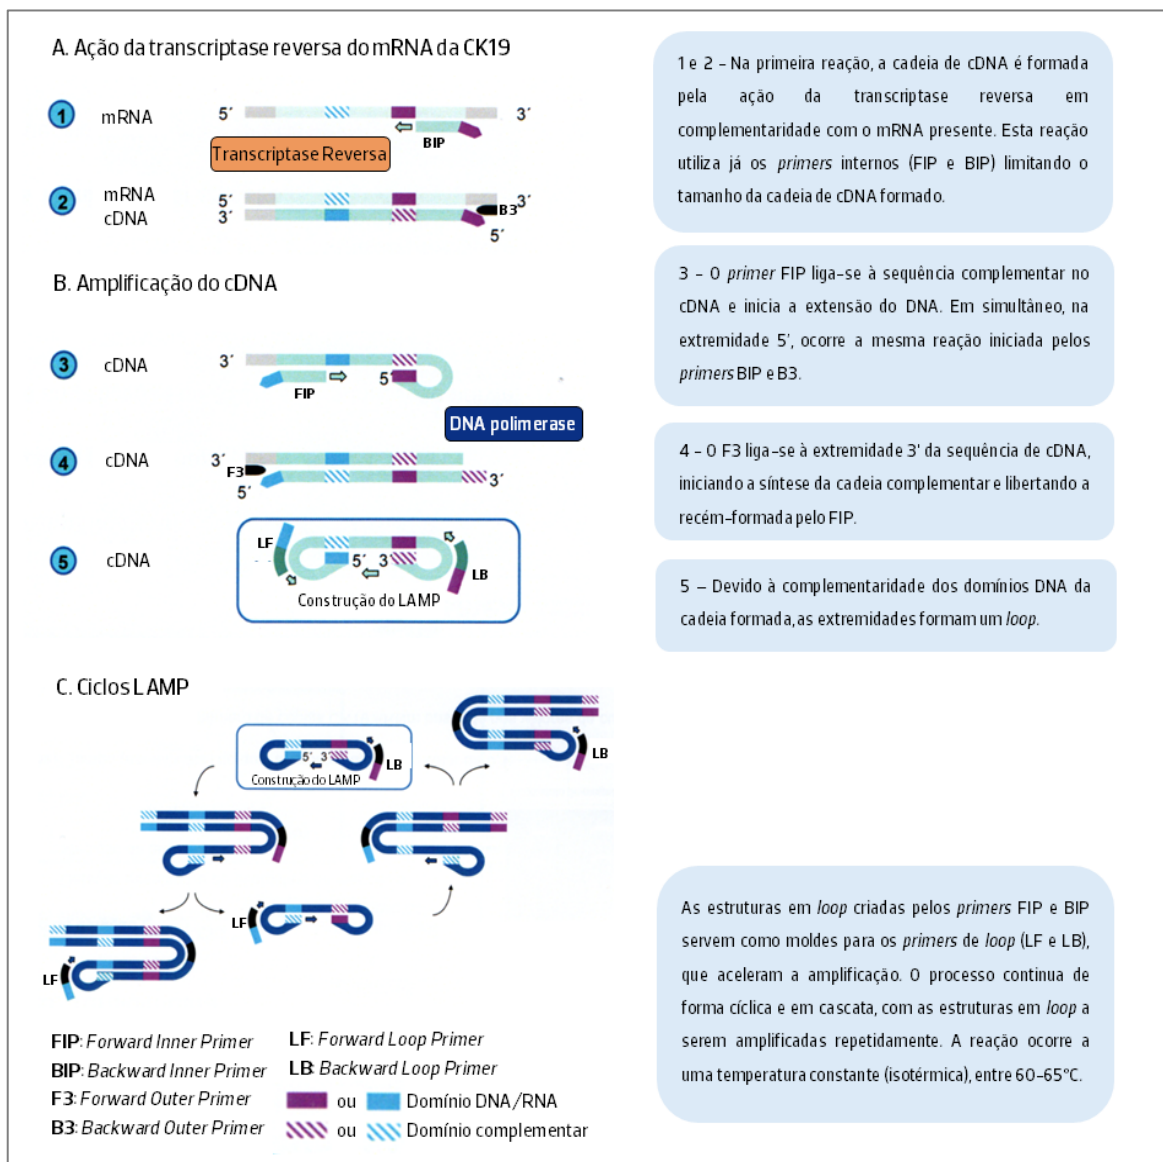 A. Ação da transcriptase reversa do mRNA da CK19
1
mRNA
5´
3´
BIP
Transcriptase Reversa
2
mRNA
cDNA
5´
3´
3´
B3
5´
1 e 2 – Na primeira reação, a cadeia de cDNA é formada
pela ação da transcriptase reversa em
complementaridade com o mRNA presente. Esta reação
utiliza já os primers internos (FIP e BIP) limitando o
tamanho da cadeia de cDNA formado.
B. Amplificação do cDNA
3
cDNA
3´
5´
FIP
DNA polimerase
3 – O primer FIP liga-se à sequência complementar no
cDNA e inicia a extensão do DNA. Em simultâneo, na
extremidade 5’, ocorre a mesma reação iniciada pelos
primers BIP e B3.
4
cDNA
3´
F3
5´
3´
4 – O F3 liga-se à extremidade 3' da sequência de cDNA,
iniciando a síntese da cadeia complementar e libertando a
recém-formada pelo FIP.
5
cDNA
LF
5´ 3´
LB
Construção do LAMP
5 – Devido à complementaridade dos domínios DNA da
cadeia formada, as extremidades formam um loop.
C. Ciclos LAMP
5´ 3´
LB
Construção do LAMP
LB
LF
LF
As estruturas em loop criadas pelos primers FIP e BIP
servem como moldes para os primers de loop (LF e LB),
que aceleram a amplificação. O processo continua de
forma cíclica e em cascata, com as estruturas em loop a
serem amplificadas repetidamente. A reação ocorre a
uma temperatura constante (isotérmica), entre 60-65°C.
FIP: Forward Inner Primer
BIP: Backward Inner Primer
F3: Forward Outer Primer
B3: Backward Outer Primer
LF: Forward Loop Primer
LB: Backward Loop Primer
ou Domínio DNA/RNA
ou Domínio complementar